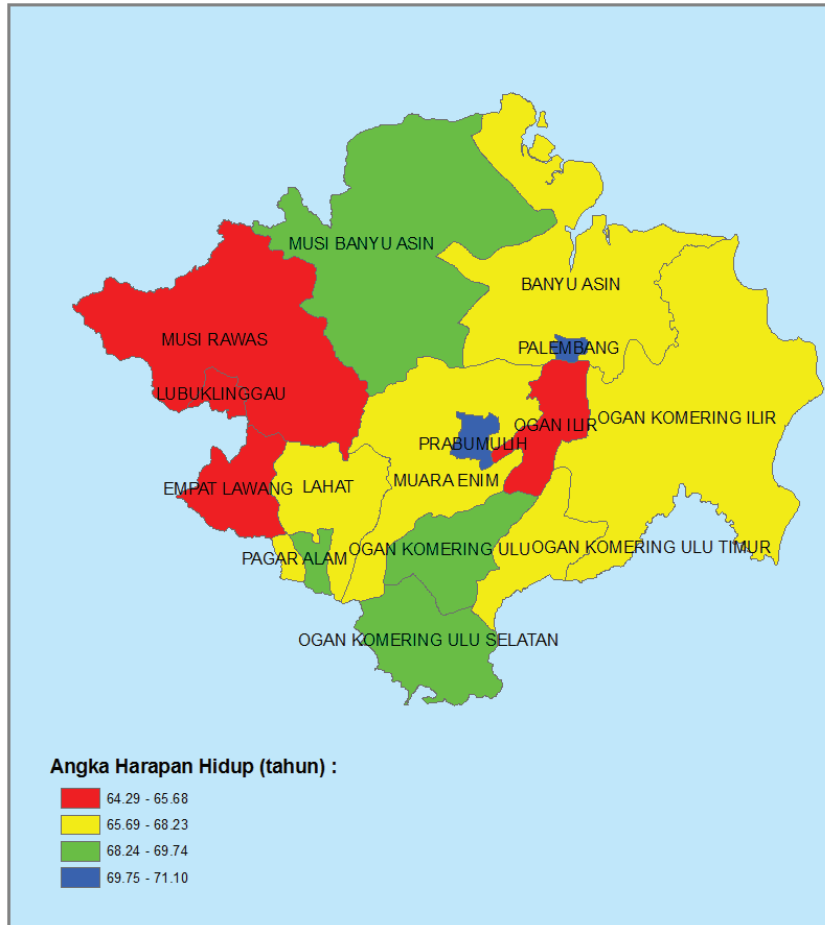 MUSI BANYU ASIN
BANYU ASIN
MUSI RAWAS
PALEMBANG
LUBUKLINGGAU
OGAN KOMERING ILIR
OGAN ILIR
PRABUMULIH
MUARA ENIM
EMPAT LAWANG
LAHAT
PAGAR ALAM
OGAN KOMERING ULU
OGAN KOMERING ULU TIMUR
OGAN KOMERING ULU SELATAN
Angka Harapan Hidup (tahun) :
64.29 - 65.68
65.69 - 68.23
68.24 - 69.74
69.75 - 71.10